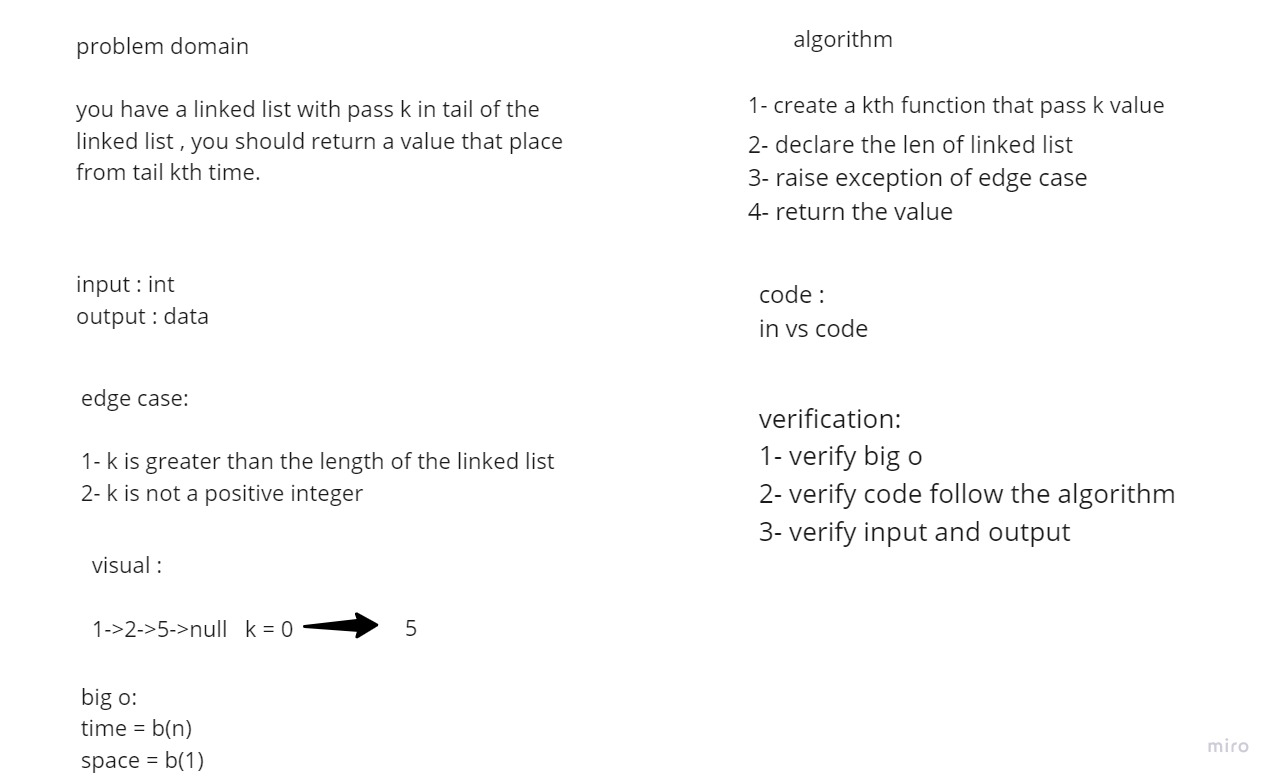 problem domain
you have a linked list with pass k in tail of the
linked list , you should return a value that place
from tail kth time.
input : int
output : data
edge case:
1- k is greater than the length of the linked list
2- k is not a positive integer
visual :
1->2->5->null k = 0 5
big o:
time = b(n)
space = b(1)
algorithm
1- create a kth function that pass k value
2- declare the len of linked list
3- raise exception of edge case
4- return the value
code :
in vs code
verification:
1- verify big o
2- verify code follow the algorithm
3- verify input and output
miro